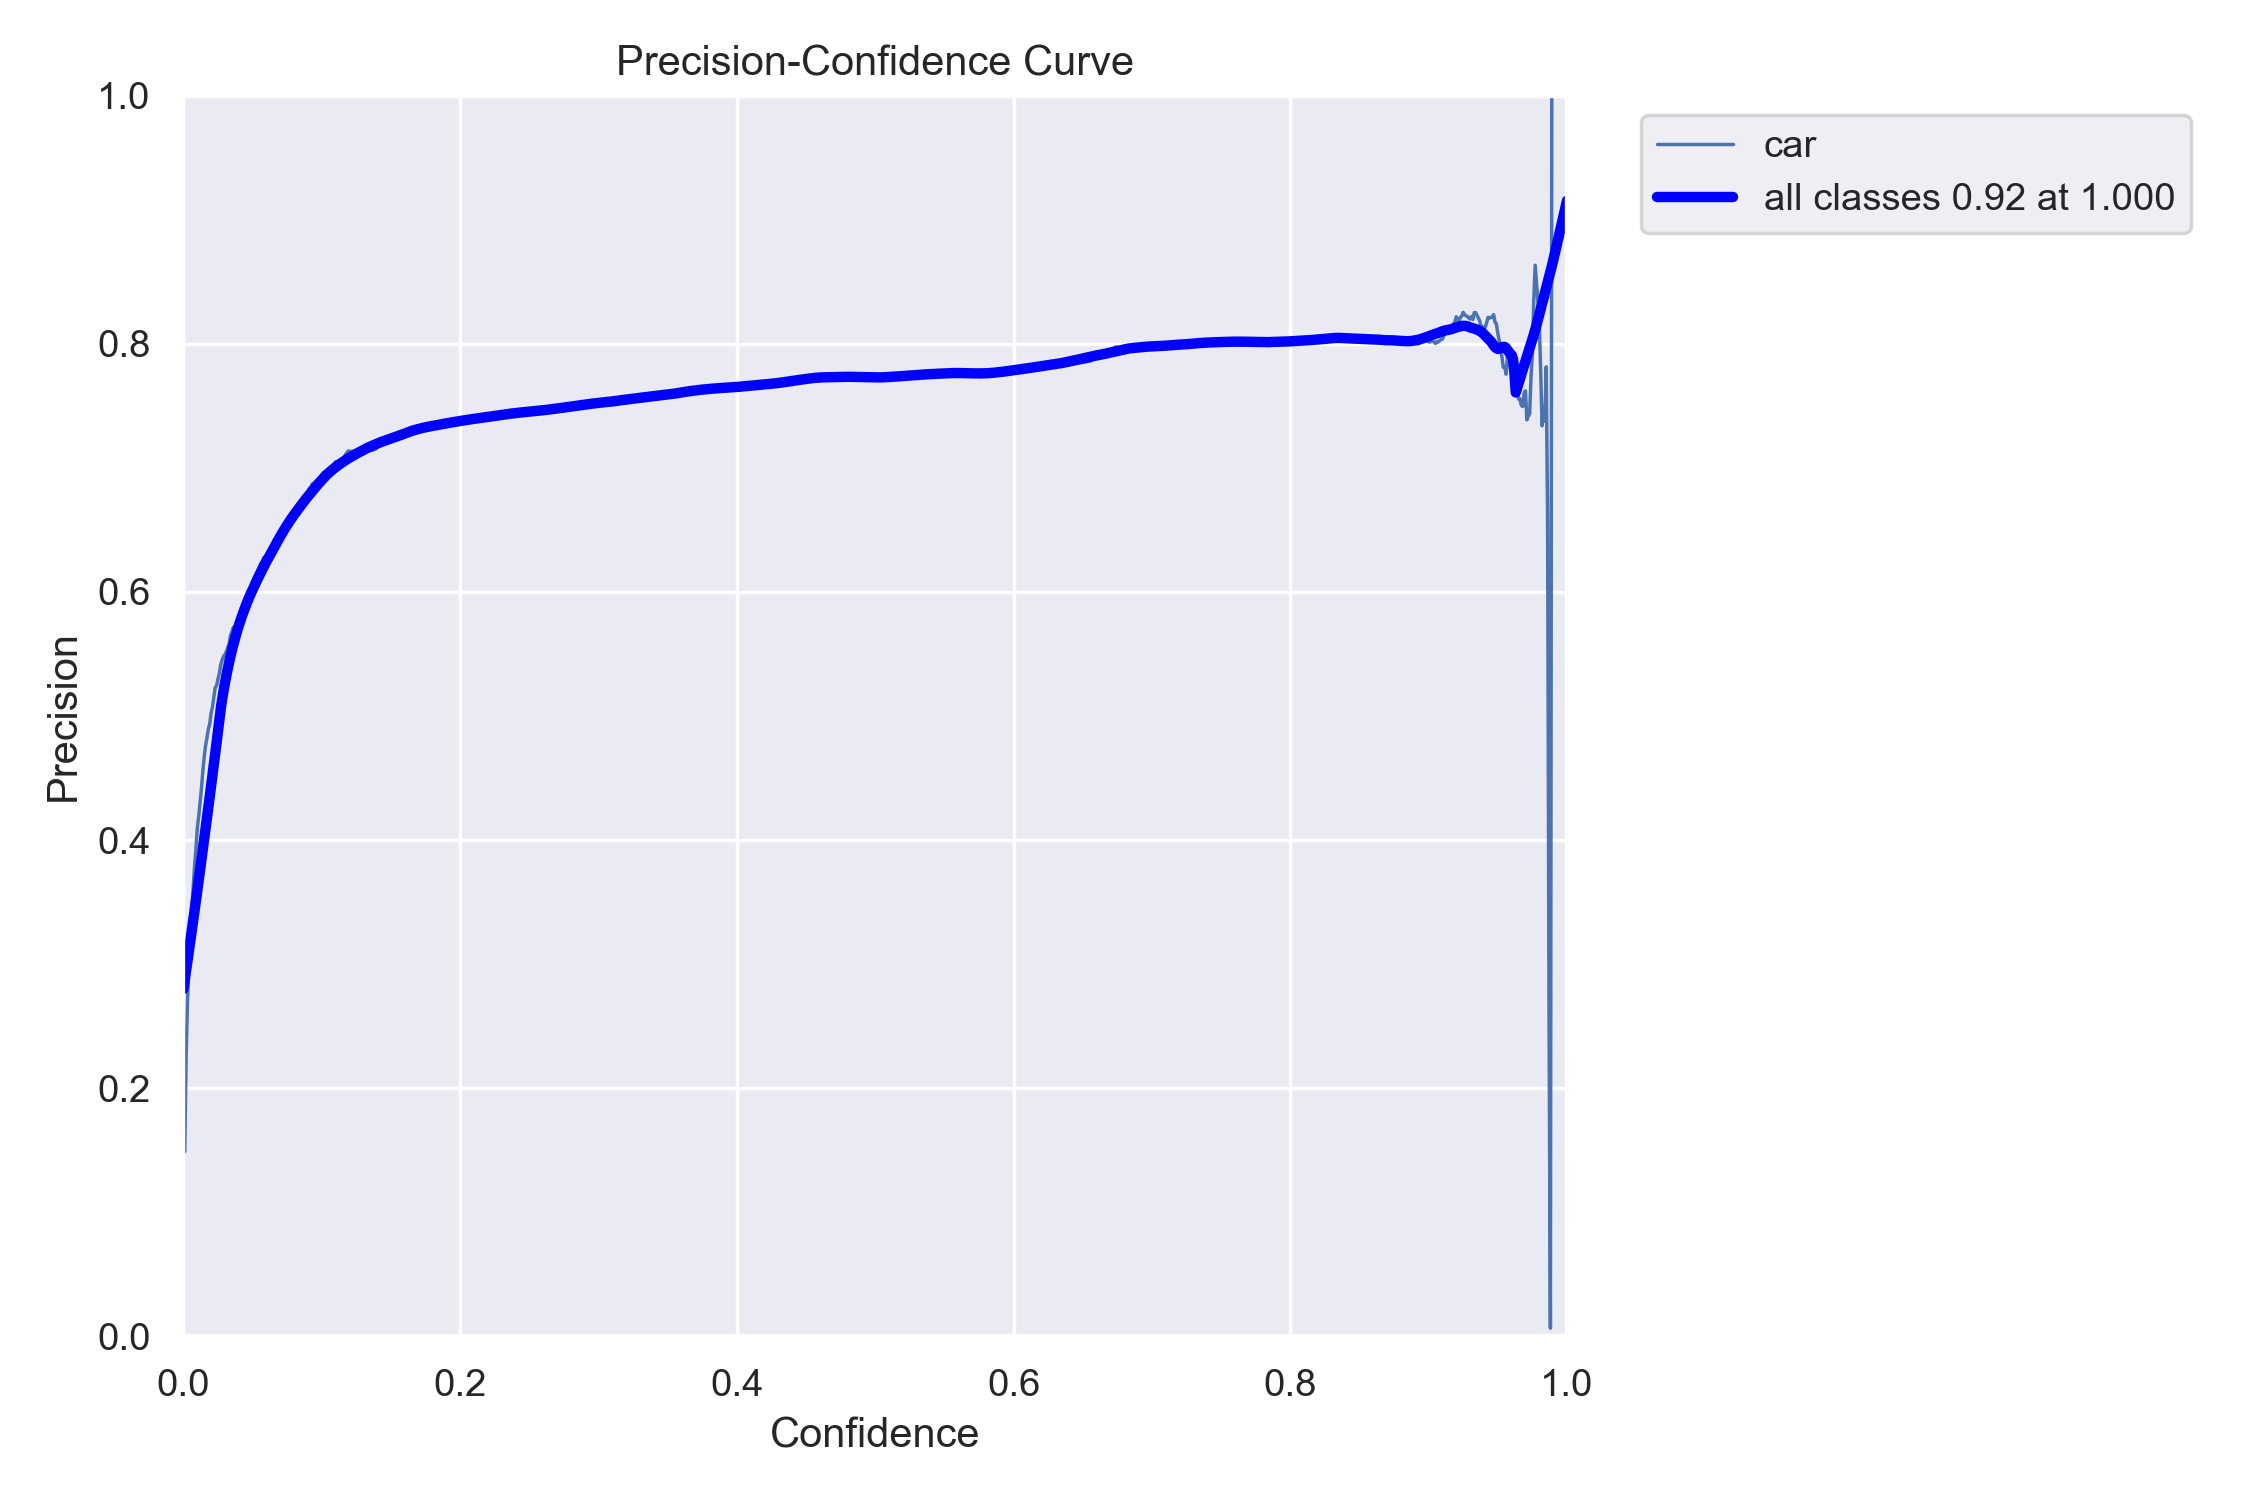 Precision-Confidence Curve
1.0
0.8
0.6
0.4
0.2
0.0
Precision
0.0 0.2 0.4 0.6 0.8 1.0
Confidence
car
all classes 0.92 at 1.000